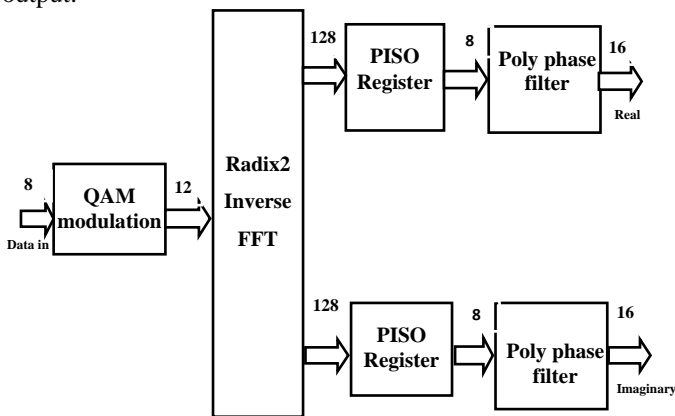 output.
128
PISO
Register
8
Poly phase
filter
16
Real
8
Data in
QAM
modulation
12
Radix2
Inverse
FFT
128
PISO
Register
8
Poly phase
filter
16
Imaginary